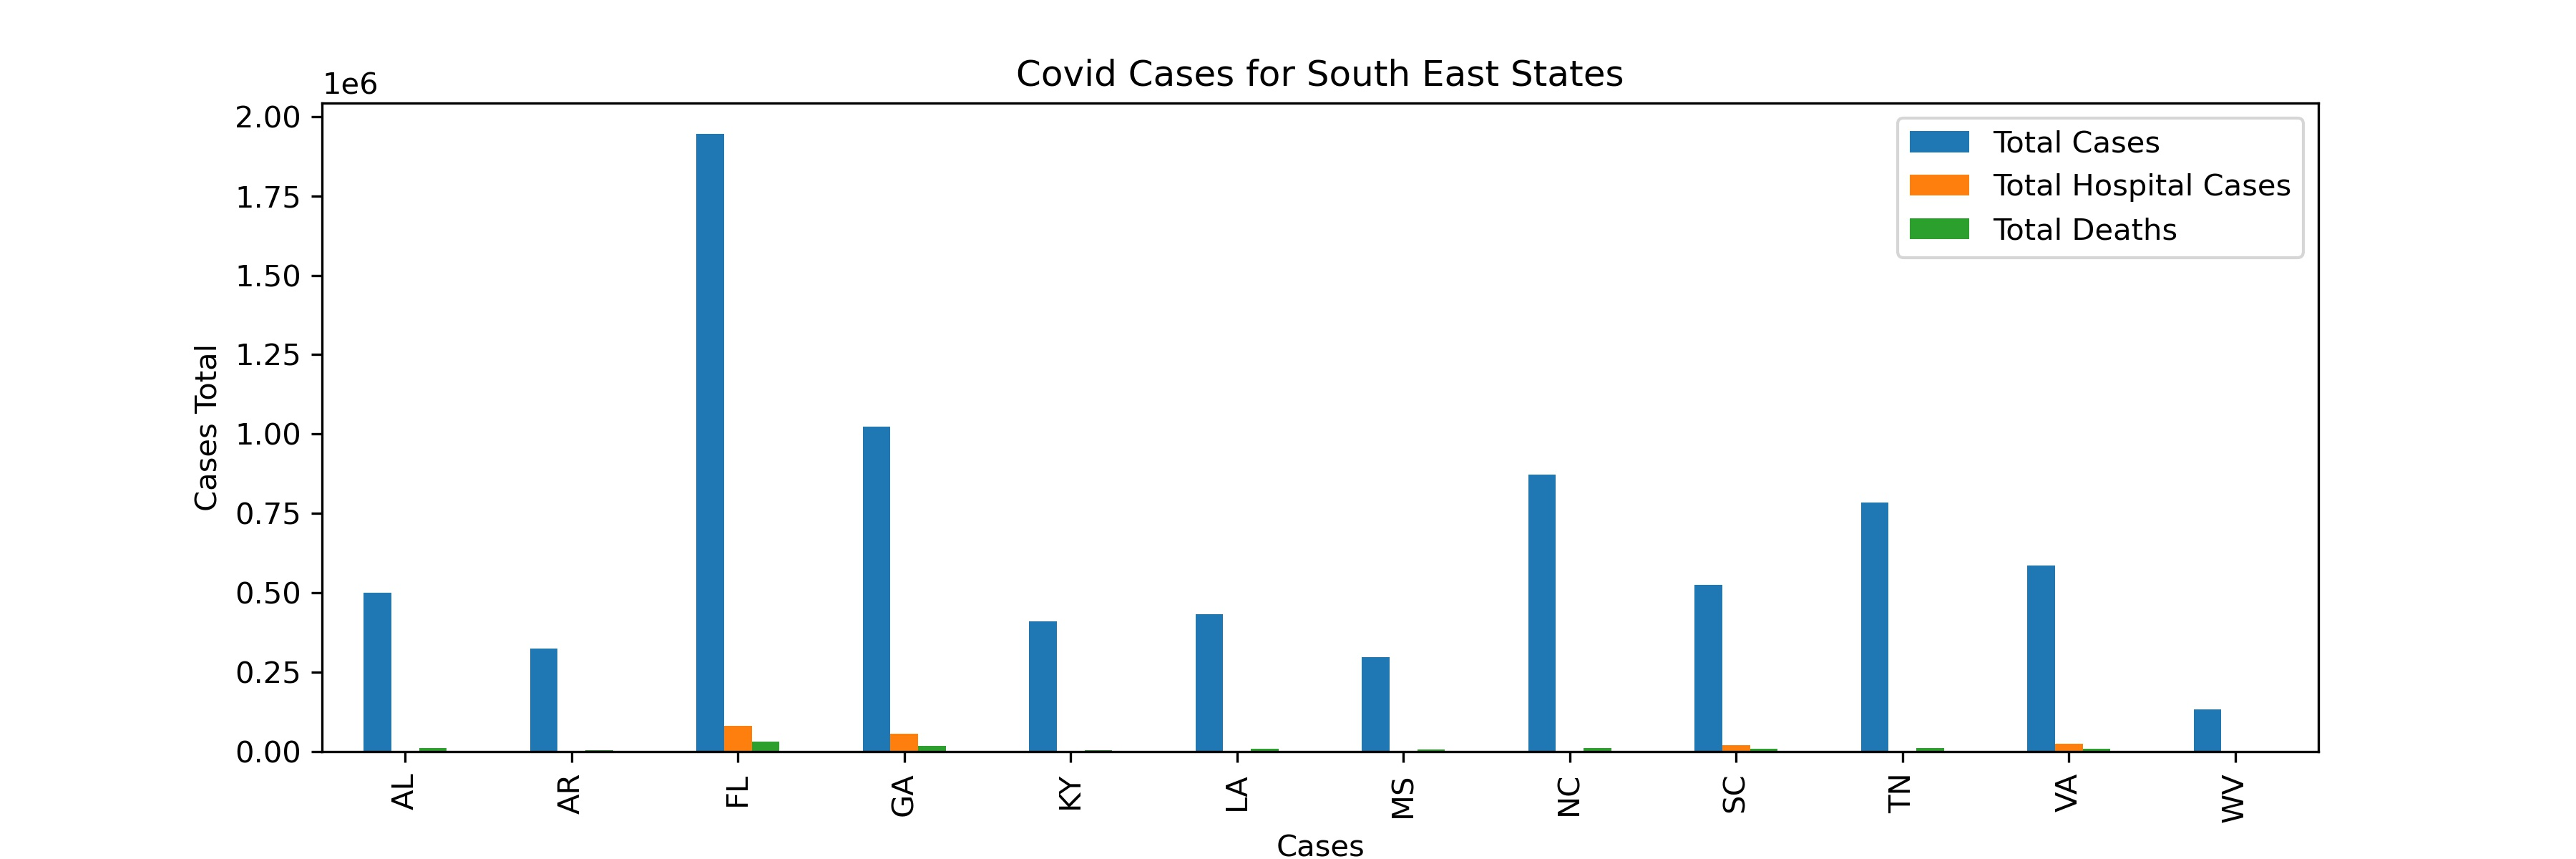 Covid Cases for South East States
1e6
2.00
1.75
1.50
1.25
1.00
0.75
0.50
0.25
0.00
Cases Total
Total Cases
Total Hospital Cases
Total Deaths
AL
AR
FL
GA
KY
LA
MS
NC
SC
TN
VA
WV
Cases